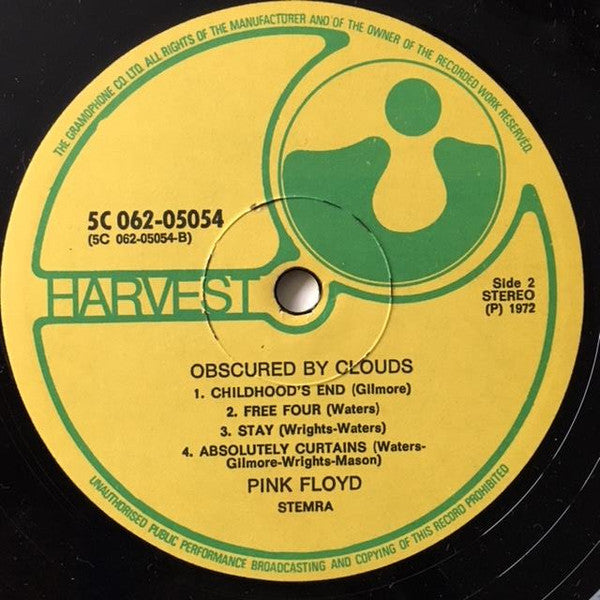 THE GRAMOPHONE CO LTD. ALL RIGHTS OF THE MANUFACTURER AND OF THE OWNER OF THE RECORDED WORK RESERVED.
5C 062-05054
(5C 062-05054-B)
HARVEST
Side 2
STEREO
(P) 1972
OBSCURED BY CLOUDS
1. CHILDHOOD'S END (Gilmore)
2. FREE FOUR (Waters)
3. STAY (Wrights-Waters)
4. ABSOLUTELY CURTAINS (Waters-
Gilmore-Wrights-Mason)
PINK FLOYD
STEMRA
UNAUTHORISED PUBLIC PERFORMANCE BROADCASTING AND COPYING OF THIS RECORD PROHIBITED